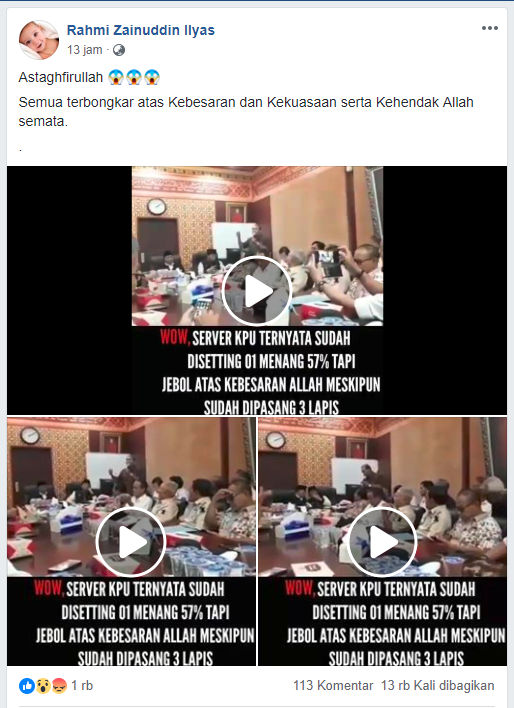 Rahmi Zainuddin Ilyas
13 jam ·
Astaghfirullah 😱😱😱
Semua terbongkar atas Kebesaran dan Kekuasaan serta Kehendak Allah
semata.
.
WOW, SERVER KPU TERNYATA SUDAH
DISETTING 01 MENANG 57% TAPI
JEBOL ATAS KEBESARAN ALLAH MESKIPUN
SUDAH DIPASANG 3 LAPIS
WOW, SERVER KPU TERNYATA SUDAH
DISETTING 01 MENANG 57% TAPI
JEBOL ATAS KEBESARAN ALLAH MESKIPUN
SUDAH DIPASANG 3 LAPIS
WOW, SERVER KPU TERNYATA SUDAH
DISETTING 01 MENANG 57% TAPI
JEBOL ATAS KEBESARAN ALLAH MESKIPUN
SUDAH DIPASANG 3 LAPIS
1 rb
113 Komentar 13 rb Kali dibagikan